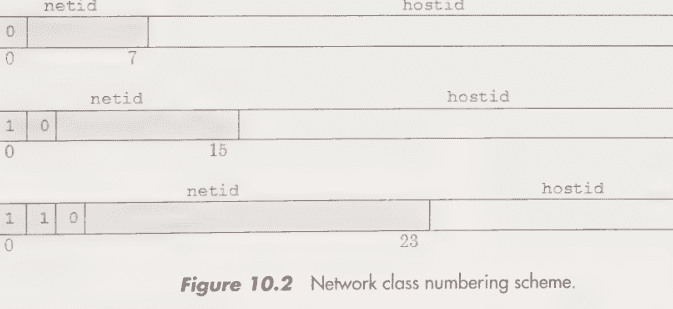 netid hostid
0
0 7
netid hostid
1 0
0 15
netid hostid
1 1 0
0 23
Figure 10.2 Network class numbering scheme.